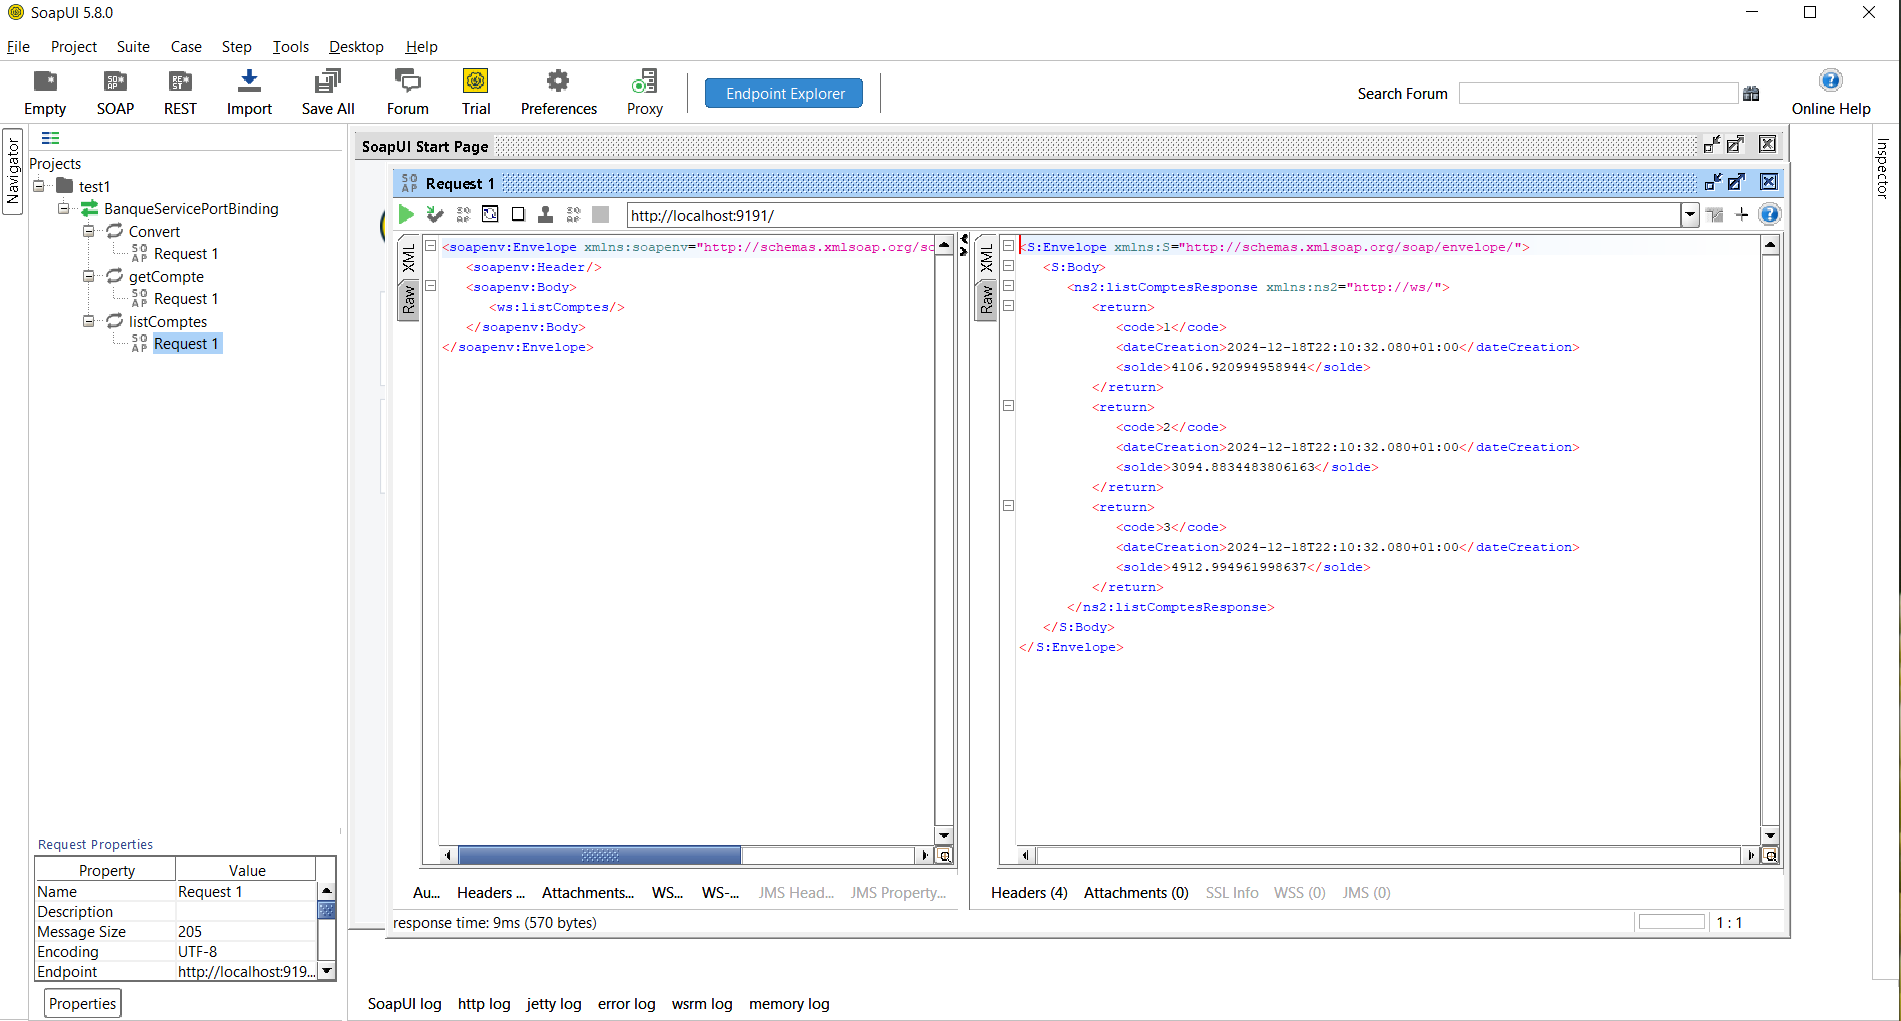 SoapUI 5.8.0
File Project Suite Case Step Tools Desktop Help
Empty SOAP REST Import Save All Forum Trial Preferences Proxy Endpoint Explorer Search Forum Online Help
Navigator
Projects
test1
BanqueServicePortBinding
Convert
Request 1
getCompte
Request 1
listComptes
Request 1
Request Properties
Property Value
Name Request 1
Description
Message Size 205
Encoding UTF-8
Endpoint http://localhost:919...
Properties
SoapUI Start Page
Request 1
http://localhost:9191/
XML
Raw
<soapenv:Envelope xmlns:soapenv="http://schemas.xmlsoap.org/so
<soapenv:Header/>
<soapenv:Body>
<ws:listComptes/>
</soapenv:Body>
</soapenv:Envelope>
Au... Headers ... Attachments... WS... WS-... JMS Head... JMS Property...
XML
Raw
<S:Envelope xmlns:S="http://schemas.xmlsoap.org/soap/envelope/">
<S:Body>
<ns2:listComptesResponse xmlns:ns2="http://ws/">
<return>
<code>1</code>
<dateCreation>2024-12-18T22:10:32.080+01:00</dateCreation>
<solde>4106.920994958944</solde>
</return>
<return>
<code>2</code>
<dateCreation>2024-12-18T22:10:32.080+01:00</dateCreation>
<solde>3094.8834483806163</solde>
</return>
<return>
<code>3</code>
<dateCreation>2024-12-18T22:10:32.080+01:00</dateCreation>
<solde>4912.994961998637</solde>
</return>
</ns2:listComptesResponse>
</S:Body>
</S:Envelope>
Headers (4) Attachments (0) SSL Info WSS (0) JMS (0)
response time: 9ms (570 bytes)
1 : 1
SoapUI log http log jetty log error log wsrm log memory log
Inspector